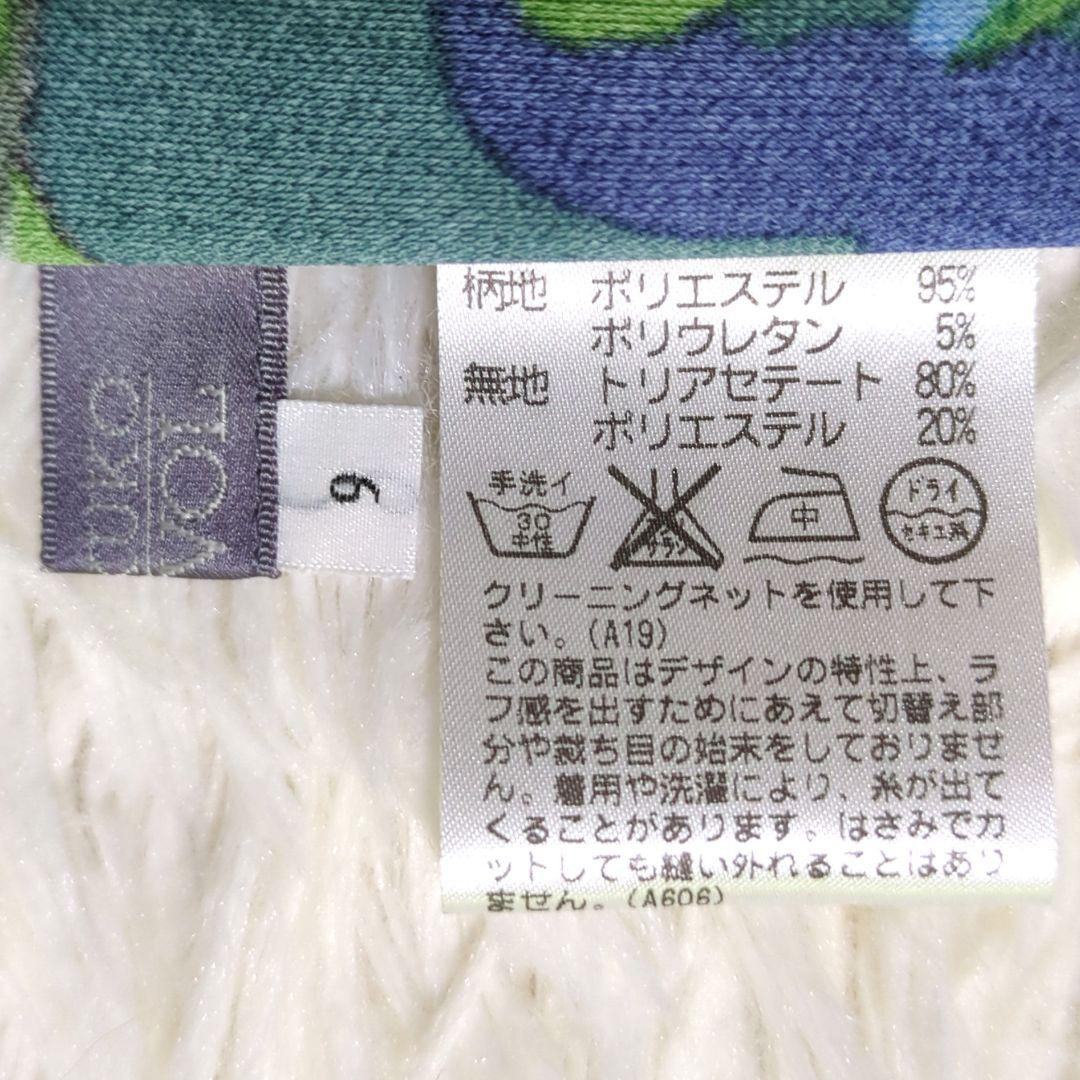 柄地 ポリエステル 95%
ポリウレタン 5%
無地 トリアセテート 80%
ポリエステル 20%
手洗イ
30
中性
エンソサラシ
中
ドライ
セキユ系
クリーニングネットを使用して下
さい。(A19)
この商品はデザインの特性上、ラ
フ感を出すためにあえて切替え部
分や裁ち目の始末をしておりませ
ん。着用や洗濯により、糸が出て
くることがあります。はさみでカ
ットしても縫い外れることはあり
ません。(A606)
9